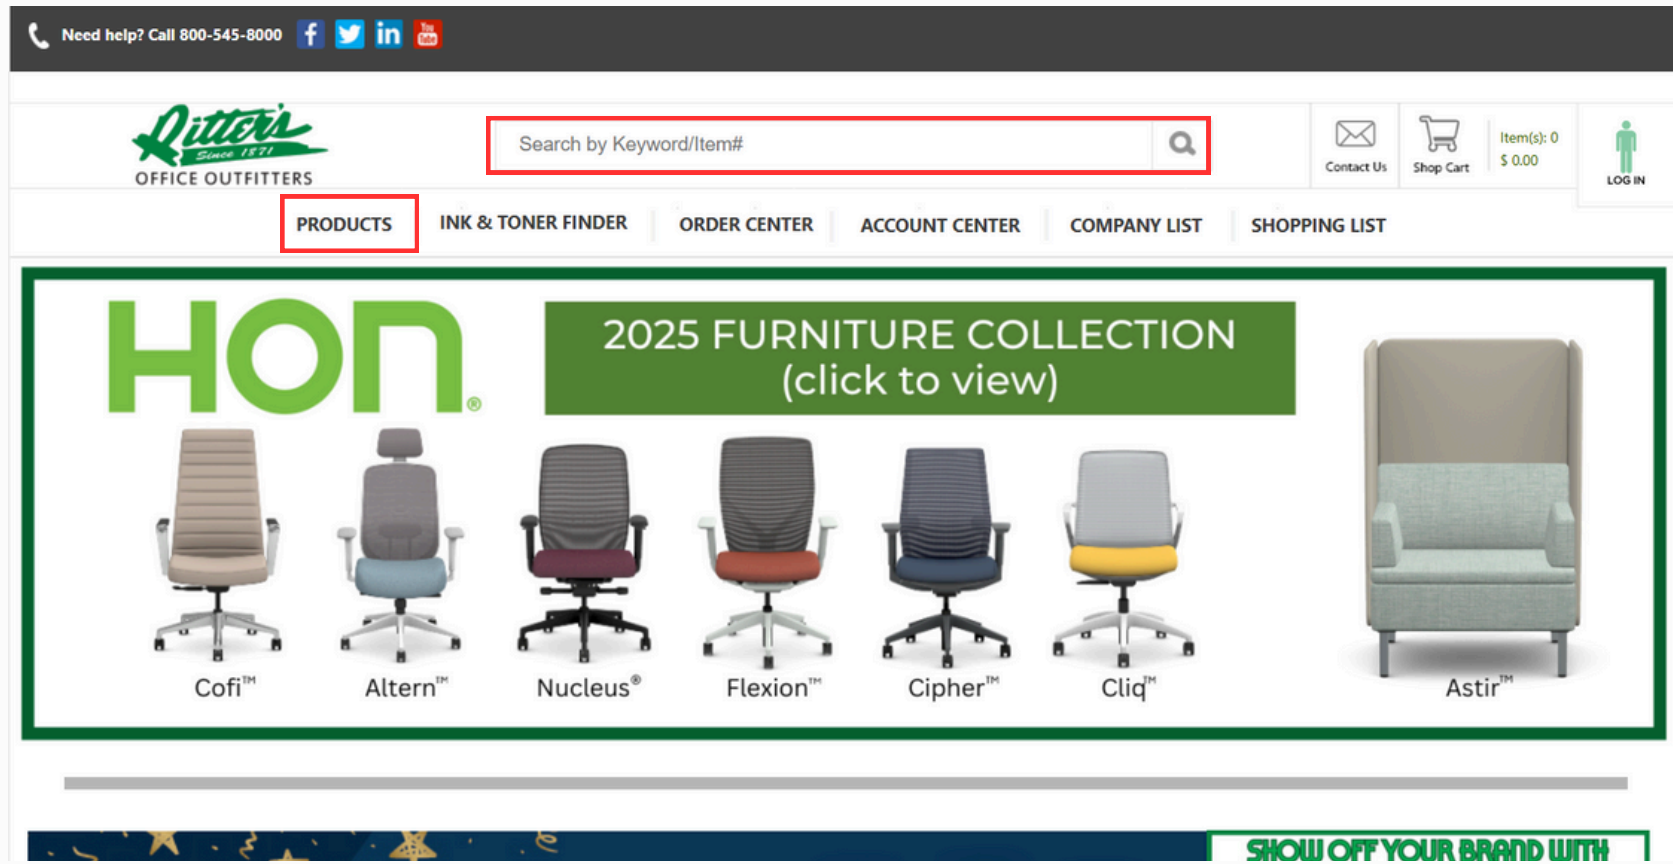 Need help? Call 800-545-8000
You
Tube
Ritter's
Since 1871
OFFICE OUTFITTERS
Search by Keyword/Item#
Contact Us
Shop Cart
Item(s): 0
$ 0.00
LOG IN
PRODUCTS INK & TONER FINDER ORDER CENTER ACCOUNT CENTER COMPANY LIST SHOPPING LIST
HON®
2025 FURNITURE COLLECTION
(click to view)
Cofi™ Altern™ Nucleus® Flexion™ Cipher™ Cliq™ Astir™
SHOW OFF YOUR BRAND WITH